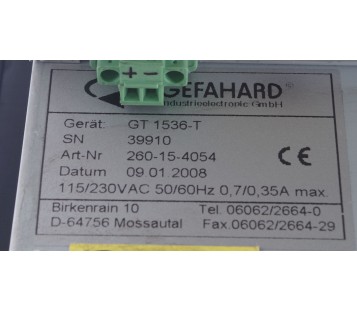 + -
GEFAHARD
Industrieelectronic GmbH
Gerät: GT 1536-T
SN 39910
Art-Nr 260-15-4054
Datum 09.01.2008
CE
115/230VAC 50/60Hz 0,7/0,35A max.
Birkenrain 10 Tel. 06062/2664-0
D-64756 Mossautal Fax.06062/2664-29